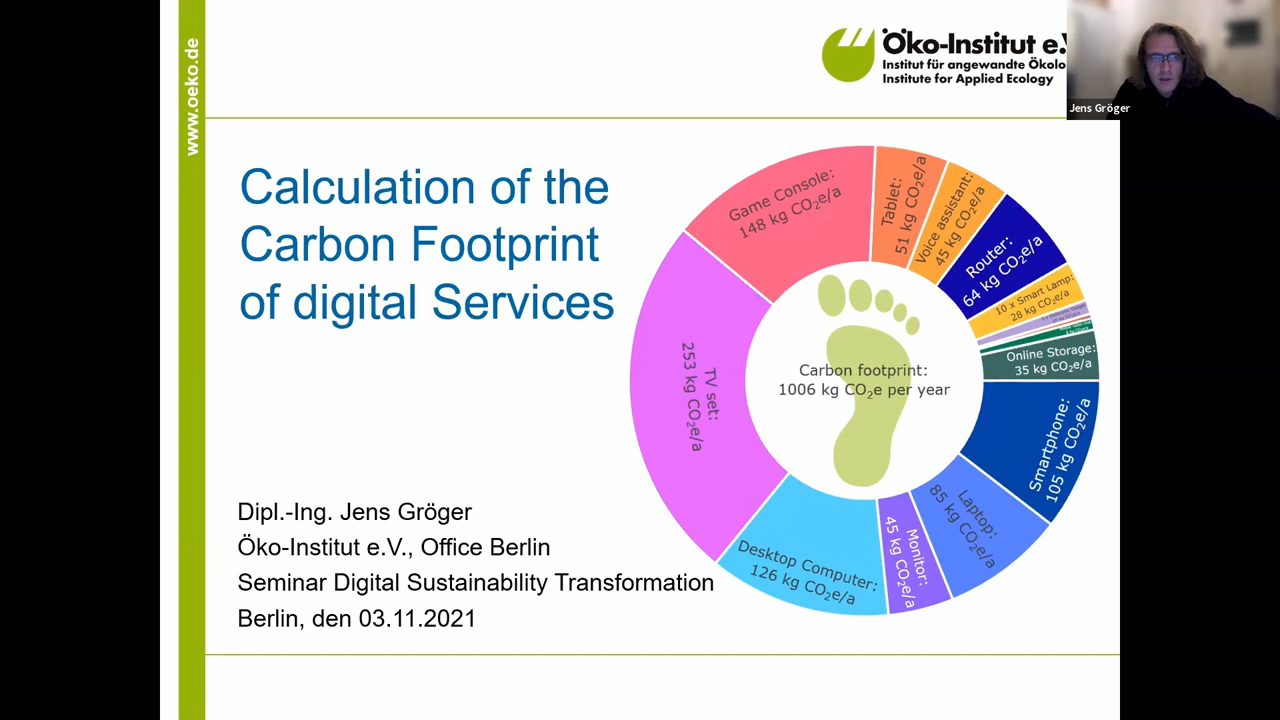 www.oeko.de
Öko-Institut e.V
Institut für angewandte Ökolo
Institute for Applied Ecology
Jens Gröger
Calculation of the
Carbon Footprint
of digital Services
Game Console:
148 kg CO₂e/a
Tablet:
51 kg CO₂e/a
Voice assistant:
45 kg CO₂e/a
Router:
64 kg CO₂e/a
10 x Smart Lamp:
28 kg CO₂e/a
Online Storage:
35 kg CO₂e/a
Smartphone:
105 kg CO₂e/a
Laptop:
85 kg CO₂e/a
Monitor:
45 kg CO₂e/a
Desktop Computer:
126 kg CO₂e/a
TV set:
253 kg CO₂e/a
Carbon footprint:
1006 kg CO₂e per year
Dipl.-Ing. Jens Gröger
Öko-Institut e.V., Office Berlin
Seminar Digital Sustainability Transformation
Berlin, den 03.11.2021